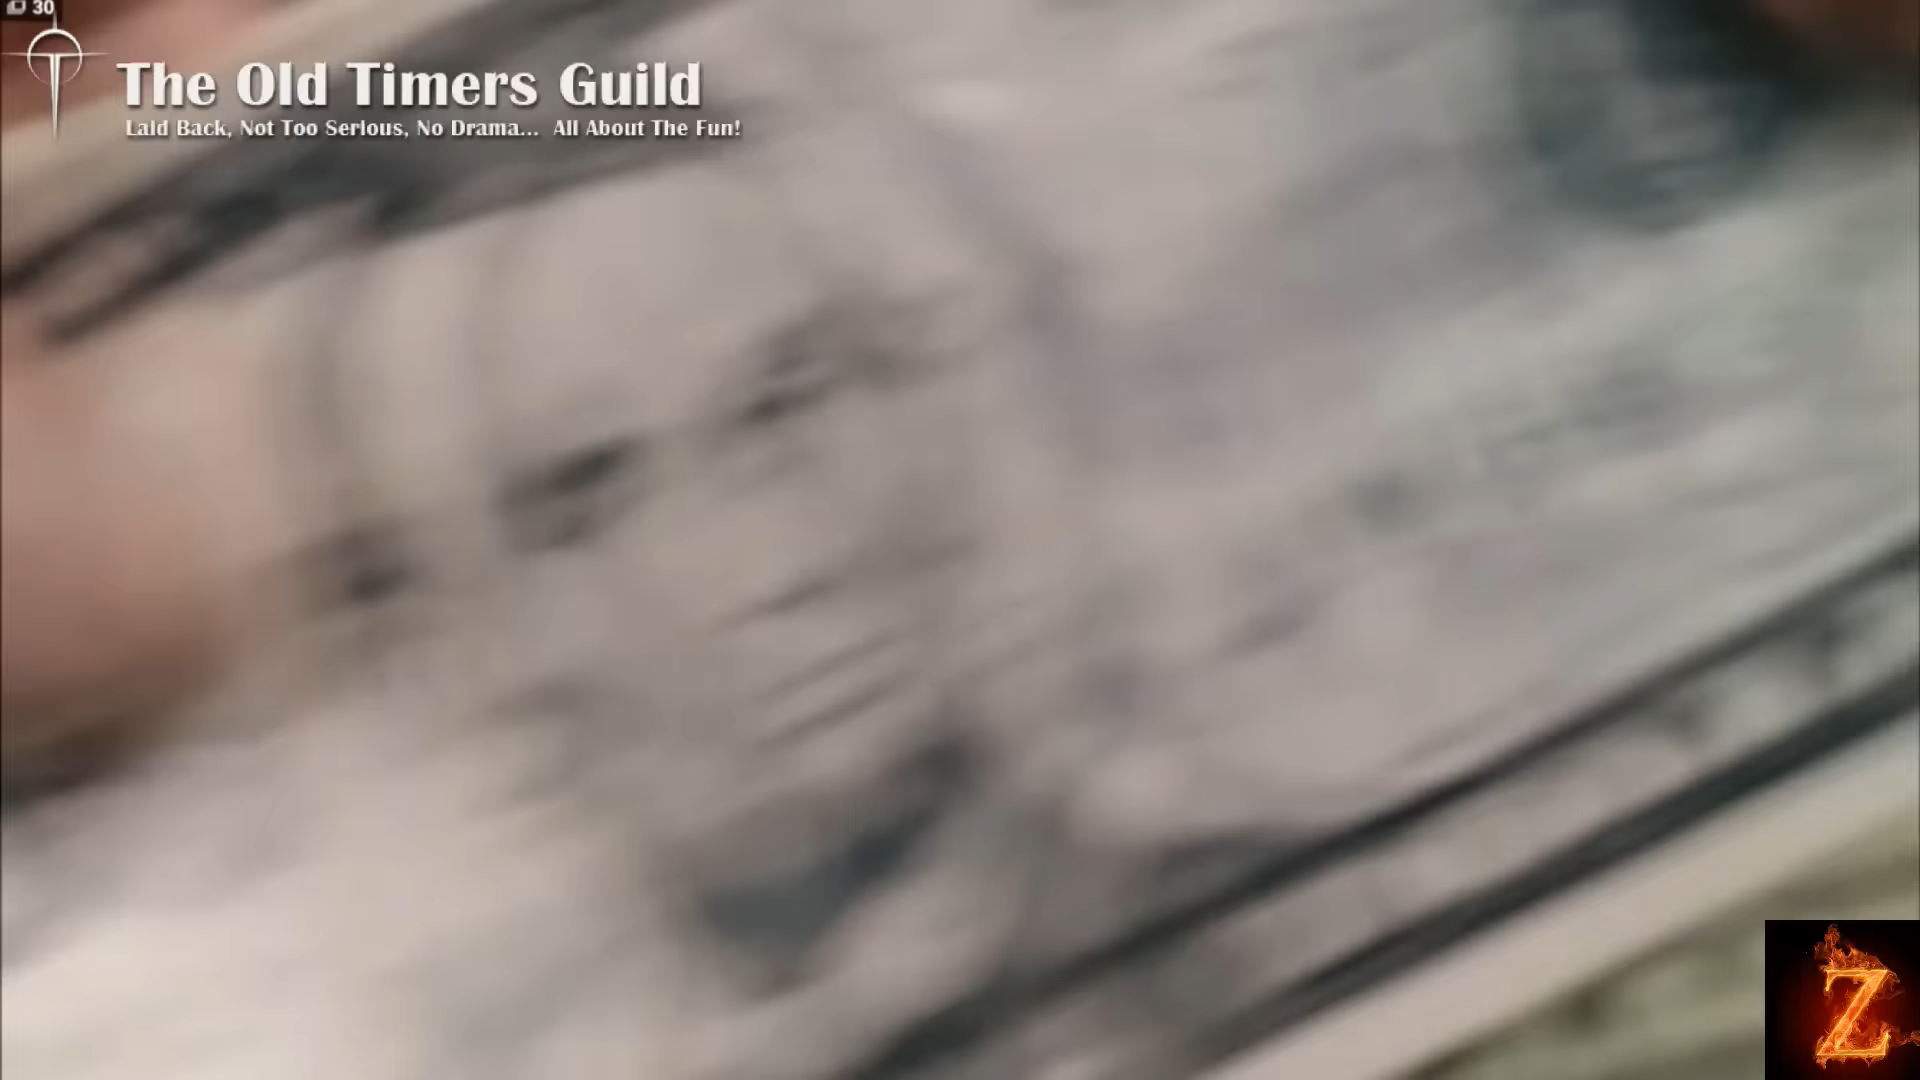 30
The Old Timers Guild
Laid Back, Not Too Serious, No Drama... All About The Fun!
Z